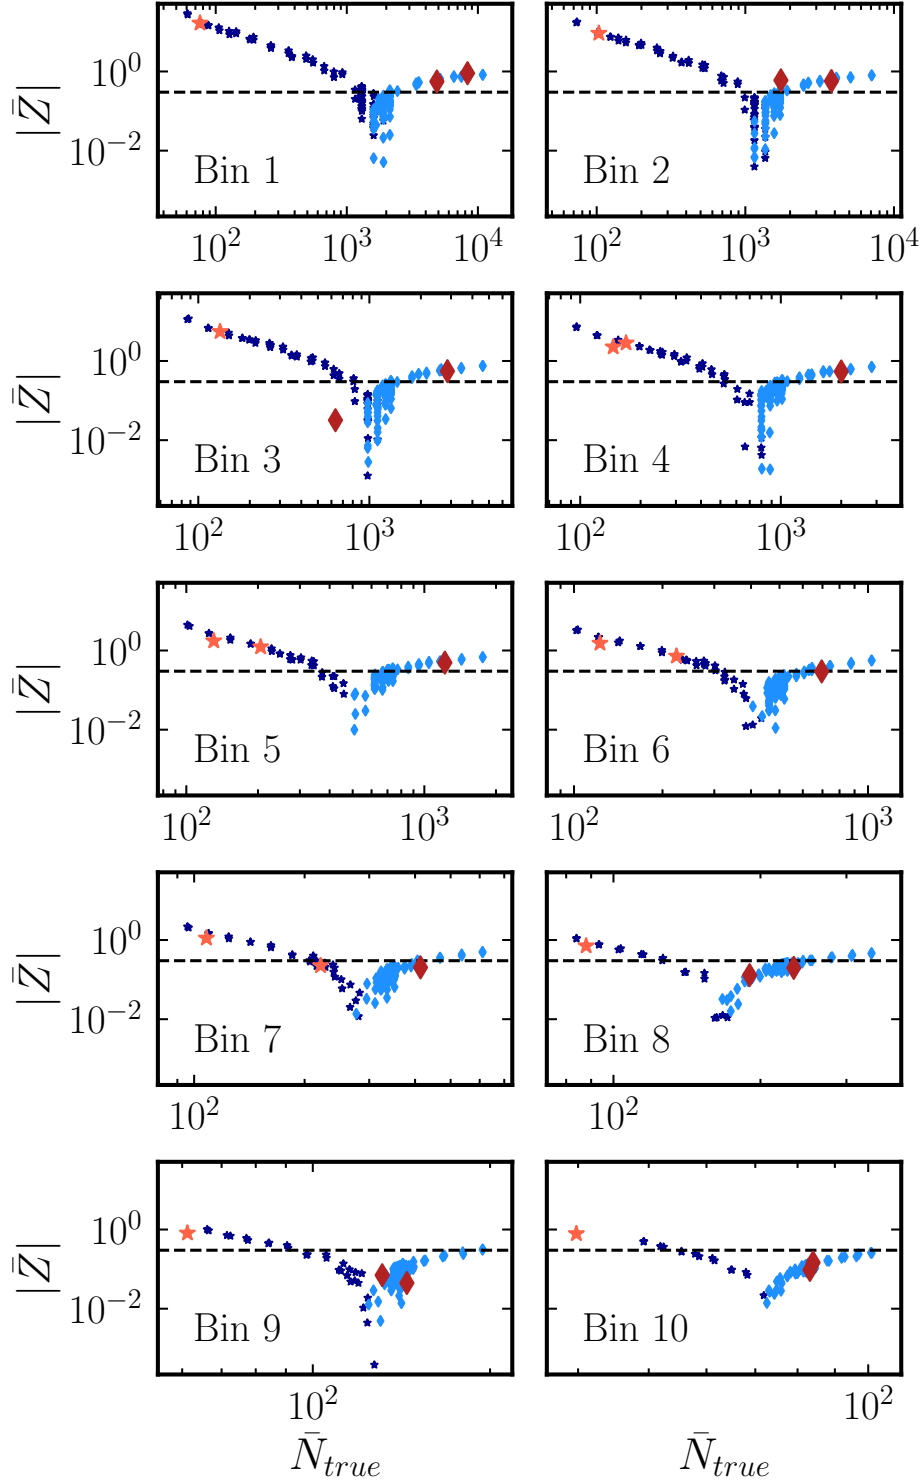 |Z̄| 10^0 10^-2 Bin 1 Bin 2
10^2 10^3 10^4 10^2 10^3 10^4
|Z̄| 10^0 10^-2 Bin 3 Bin 4
10^2 10^3 10^2 10^3
|Z̄| 10^0 10^-2 Bin 5 Bin 6
10^2 10^3 10^2 10^3
|Z̄| 10^0 10^-2 Bin 7 Bin 8
10^2 10^2
|Z̄| 10^0 10^-2 Bin 9 Bin 10
10^2 10^2
N̄_true N̄_true